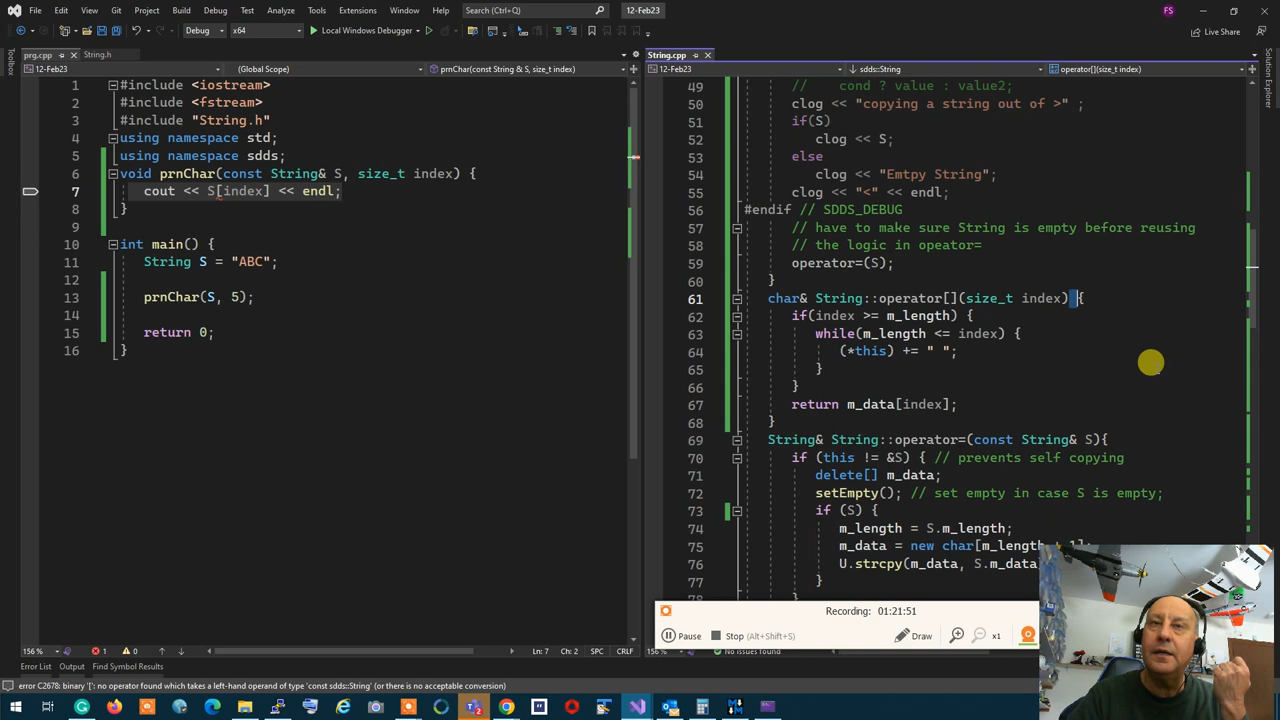 File Edit View Git Project Build Debug Test Analyze Tools Extensions Window Help Search (Ctrl+Q) 12-Feb23 FS
Debug x64 Local Windows Debugger Live Share
prg.cpp String.h
12-Feb23 (Global Scope) prnChar(const String & S, size_t index)
1 #include <iostream>
2 #include <fstream>
3 #include "String.h"
4 using namespace std;
5 using namespace sdds;
6 void prnChar(const String& S, size_t index) {
7 cout << S[index] << endl;
8 }
9
10 int main() {
11 String S = "ABC";
12
13 prnChar(S, 5);
14
15 return 0;
16 }
156 % 1 0 Ln: 7 Ch: 2 SPC CRLF
String.cpp
12-Feb23 sdds::String operator[](size_t index)
49 // cond ? value : value2;
50 clog << "copying a string out of >" ;
51 if(S)
52 clog << S;
53 else
54 clog << "Emtpy String";
55 clog << "<" << endl;
56 #endif // SDDS_DEBUG
57 // have to make sure String is empty before reusing
58 // the logic in opeator=
59 operator=(S);
60 }
61 char& String::operator[](size_t index) {
62 if(index >= m_length) {
63 while(m_length <= index) {
64 (*this) += " ";
65 }
66 }
67 return m_data[index];
68 }
69 String& String::operator=(const String& S){
70 if (this != &S) { // prevents self copying
71 delete[] m_data;
72 setEmpty(); // set empty in case S is empty;
73 if (S) {
74 m_length = S.m_length;
75 m_data = new char[m_length + 1];
76 U.strcpy(m_data, S.m_data
77 }
78 }
156 % No issues found
Toolbox
Solution Explorer
Recording: 01:21:51
Pause Stop (Alt+Shift+S) Draw x1
Error List Output Find Symbol Results
error C2678: binary '[': no operator found which takes a left-hand operand of type 'const sdds::String' (or there is no acceptable conversion)